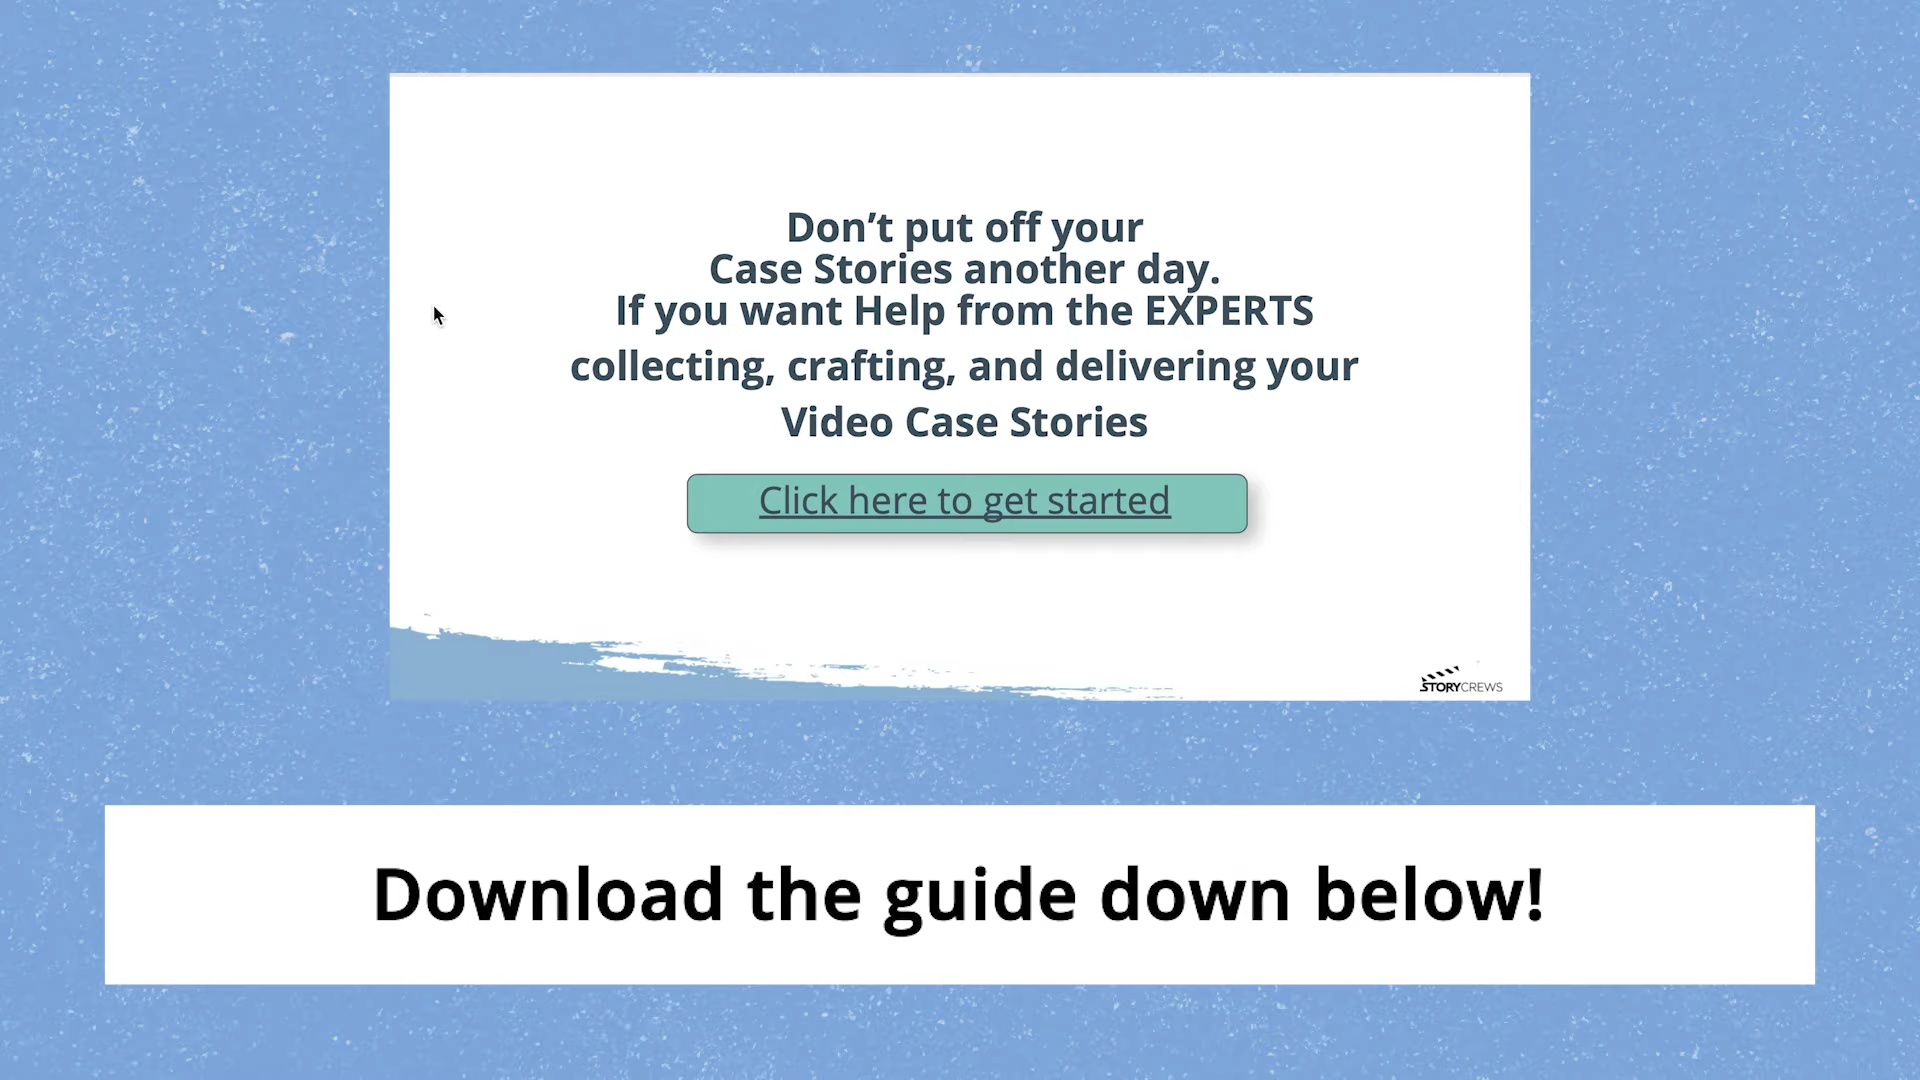 Don’t put off your
Case Stories another day.
If you want Help from the EXPERTS
collecting, crafting, and delivering your
Video Case Stories
Click here to get started
STORYCREWS
Download the guide down below!